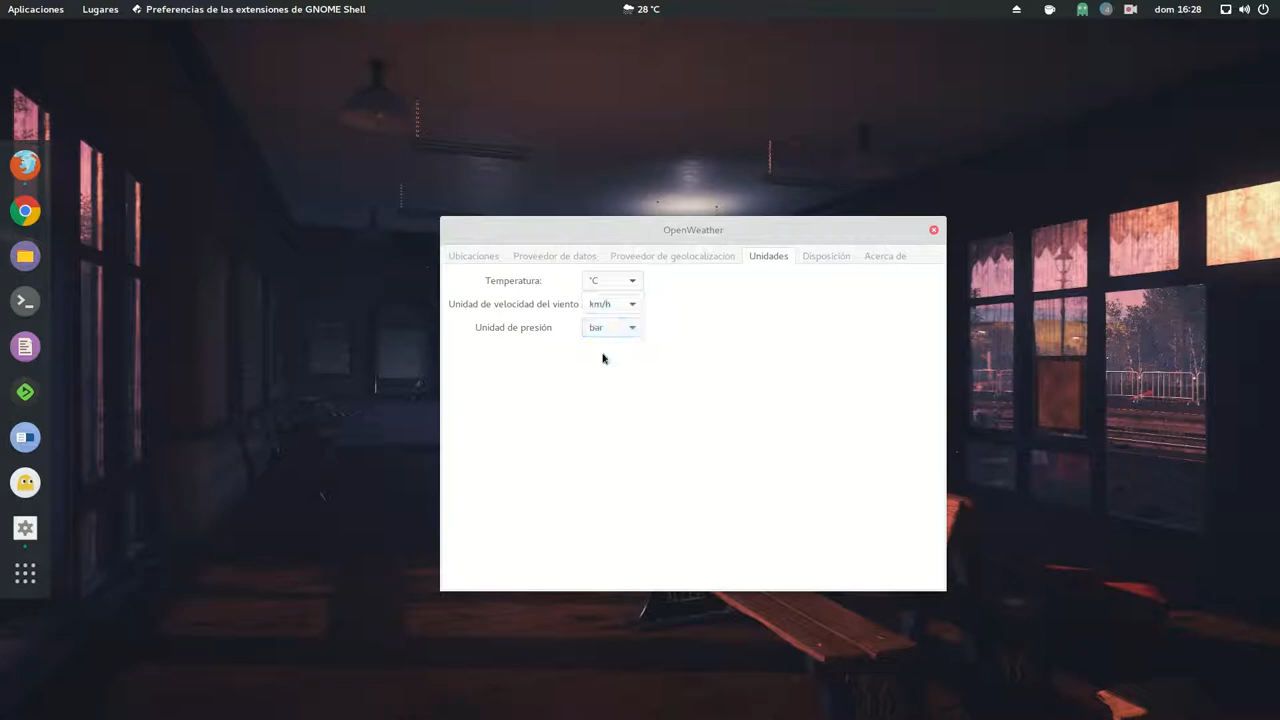 Aplicaciones Lugares Preferencias de las extensiones de GNOME Shell 28 °C dom 16:28
OpenWeather
Ubicaciones Proveedor de datos Proveedor de geolocalización Unidades Disposición Acerca de
Temperatura: °C
Unidad de velocidad del viento km/h
Unidad de presión bar